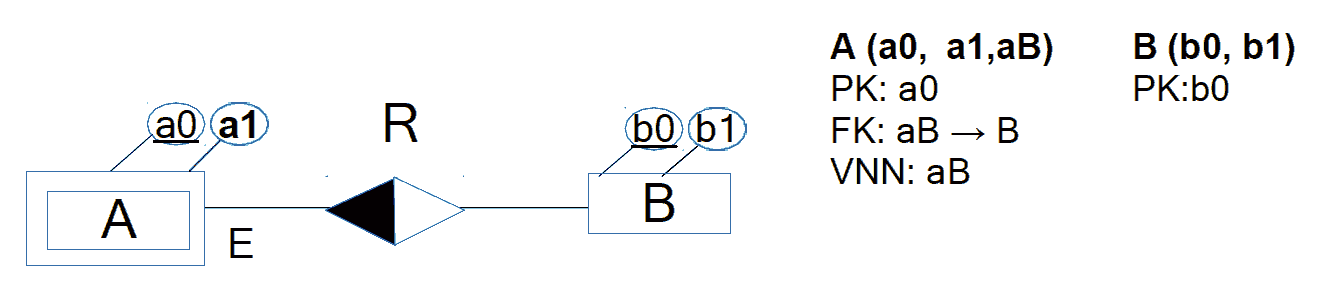 a0 a1
R
b0 b1
A
E
B
A (a0, a1,aB)
PK: a0
FK: aB → B
VNN: aB
B (b0, b1)
PK:b0